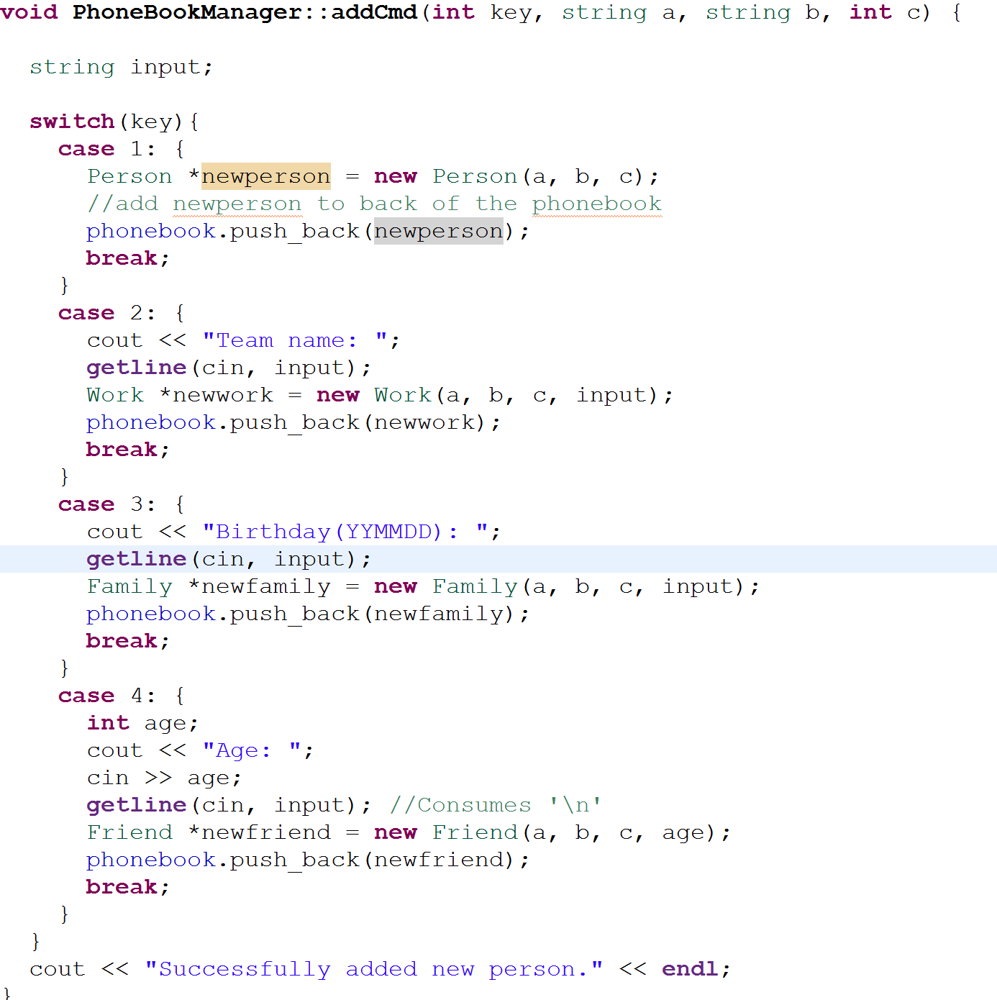 void PhoneBookManager::addCmd(int key, string a, string b, int c) {
string input;
switch(key){
case 1: {
Person *newperson = new Person(a, b, c);
//add newperson to back of the phonebook
phonebook.push_back(newperson);
break;
}
case 2: {
cout << "Team name: ";
getline(cin, input);
Work *newwork = new Work(a, b, c, input);
phonebook.push_back(newwork);
break;
}
case 3: {
cout << "Birthday(YYMMDD): ";
getline(cin, input);
Family *newfamily = new Family(a, b, c, input);
phonebook.push_back(newfamily);
break;
}
case 4: {
int age;
cout << "Age: ";
cin >> age;
getline(cin, input); //Consumes '\n'
Friend *newfriend = new Friend(a, b, c, age);
phonebook.push_back(newfriend);
break;
}
}
cout << "Successfully added new person." << endl;
}